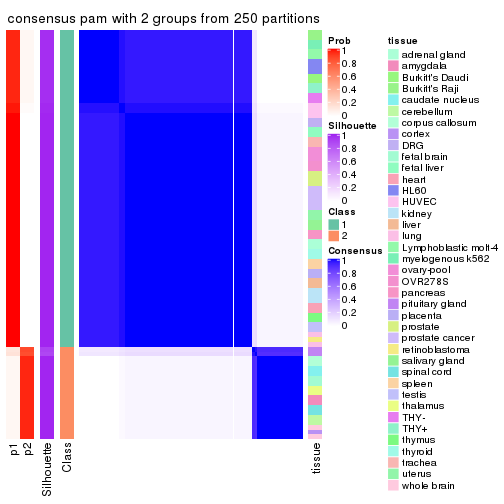 consensus pam with 2 groups from 250 partitions
Prob
1
0.8
0.6
0.4
0.2
0
Silhouette
1
0.8
0.6
0.4
0.2
0
Class
1
2
Consensus
1
0.8
0.6
0.4
0.2
0
tissue
adrenal gland
amygdala
Burkitt's Daudi
Burkitt's Raji
caudate nucleus
cerebellum
corpus callosum
cortex
DRG
fetal brain
fetal liver
heart
HL60
HUVEC
kidney
liver
lung
Lymphoblastic molt-4
myelogenous k562
ovary-pool
OVR278S
pancreas
pituitary gland
placenta
prostate
prostate cancer
retinoblastoma
salivary gland
spinal cord
spleen
testis
thalamus
THY-
THY+
thymus
thyroid
trachea
uterus
whole brain
p1
p2
Silhouette
Class
tissue